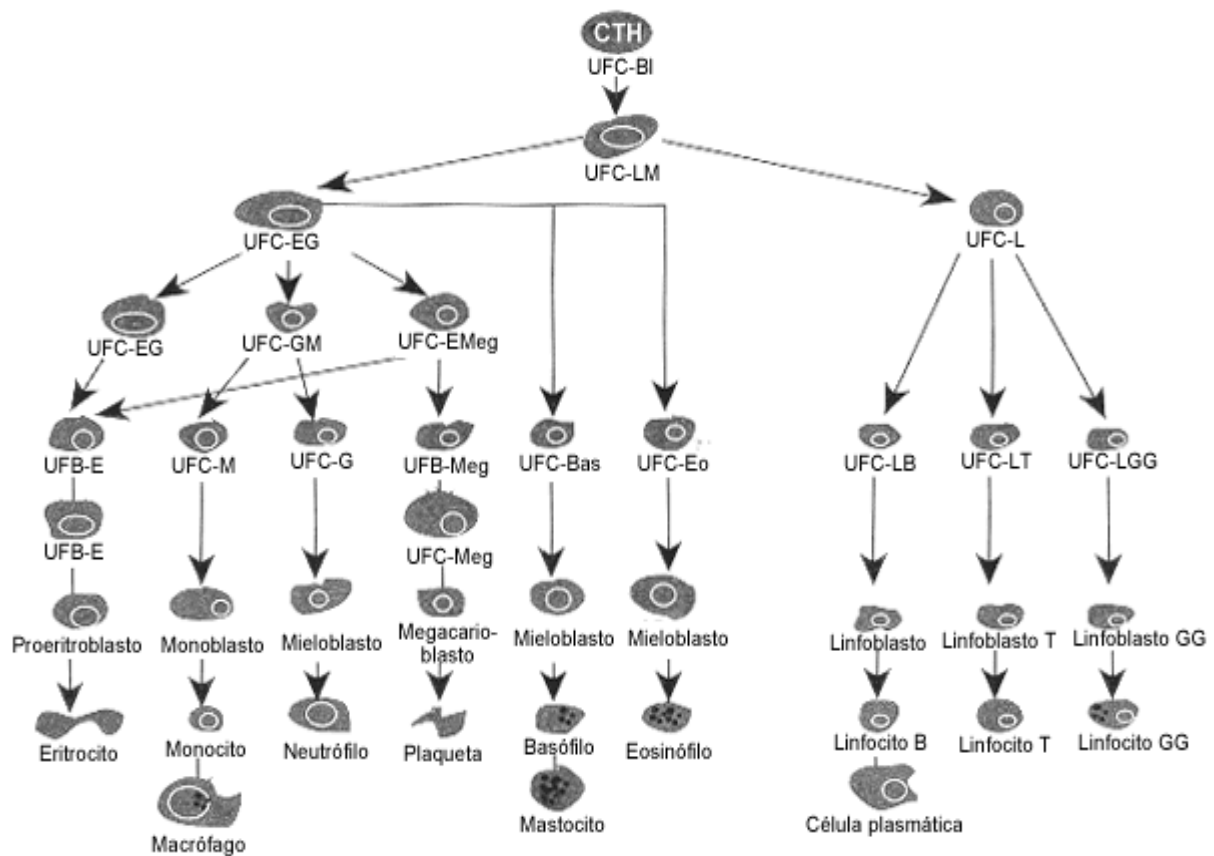 CTH
UFC-Bl
UFC-LM
UFC-EG
UFC-L
UFC-EG
UFC-GM
UFC-EMeg
UFB-E
UFC-M
UFC-G
UFB-Meg
UFC-Bas
UFC-Eo
UFC-LB
UFC-LT
UFC-LGG
UFB-E
UFC-Meg
Proeritroblasto
Monoblasto
Mieloblasto
Megacario-
blasto
Mieloblasto
Mieloblasto
Linfoblasto
Linfoblasto T
Linfoblasto GG
Eritrocito
Monocito
Neutrófilo
Plaqueta
Basófilo
Eosinófilo
Linfocito B
Linfocito T
Linfocito GG
Macrófago
Mastocito
Célula plasmática